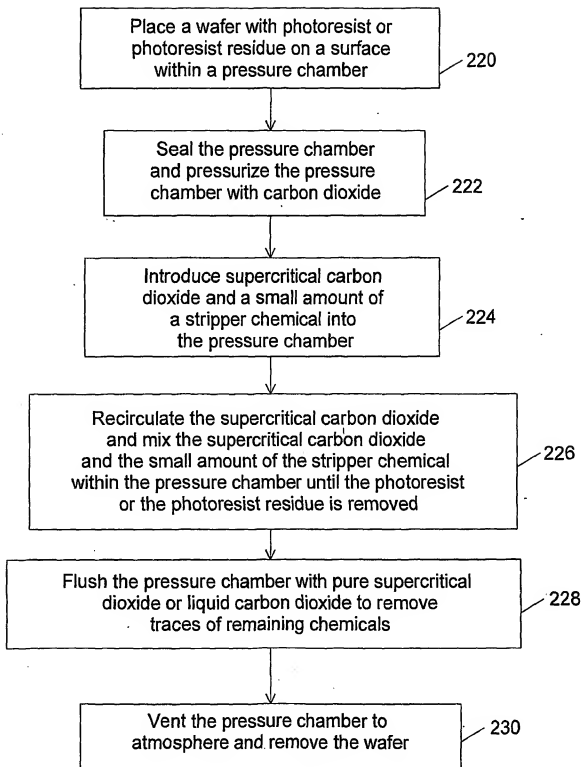 Place a wafer with photoresist or
photoresist residue on a surface
within a pressure chamber
220
Seal the pressure chamber
and pressurize the pressure
chamber with carbon dioxide
222
Introduce supercritical carbon
dioxide and a small amount of
a stripper chemical into
the pressure chamber
224
Recirculate the supercritical carbon dioxide
and mix the supercritical carbon dioxide
and the small amount of the stripper chemical
within the pressure chamber until the photoresist
or the photoresist residue is removed
226
Flush the pressure chamber with pure supercritical
dioxide or liquid carbon dioxide to remove
traces of remaining chemicals
228
Vent the pressure chamber to
atmosphere and remove the wafer
230